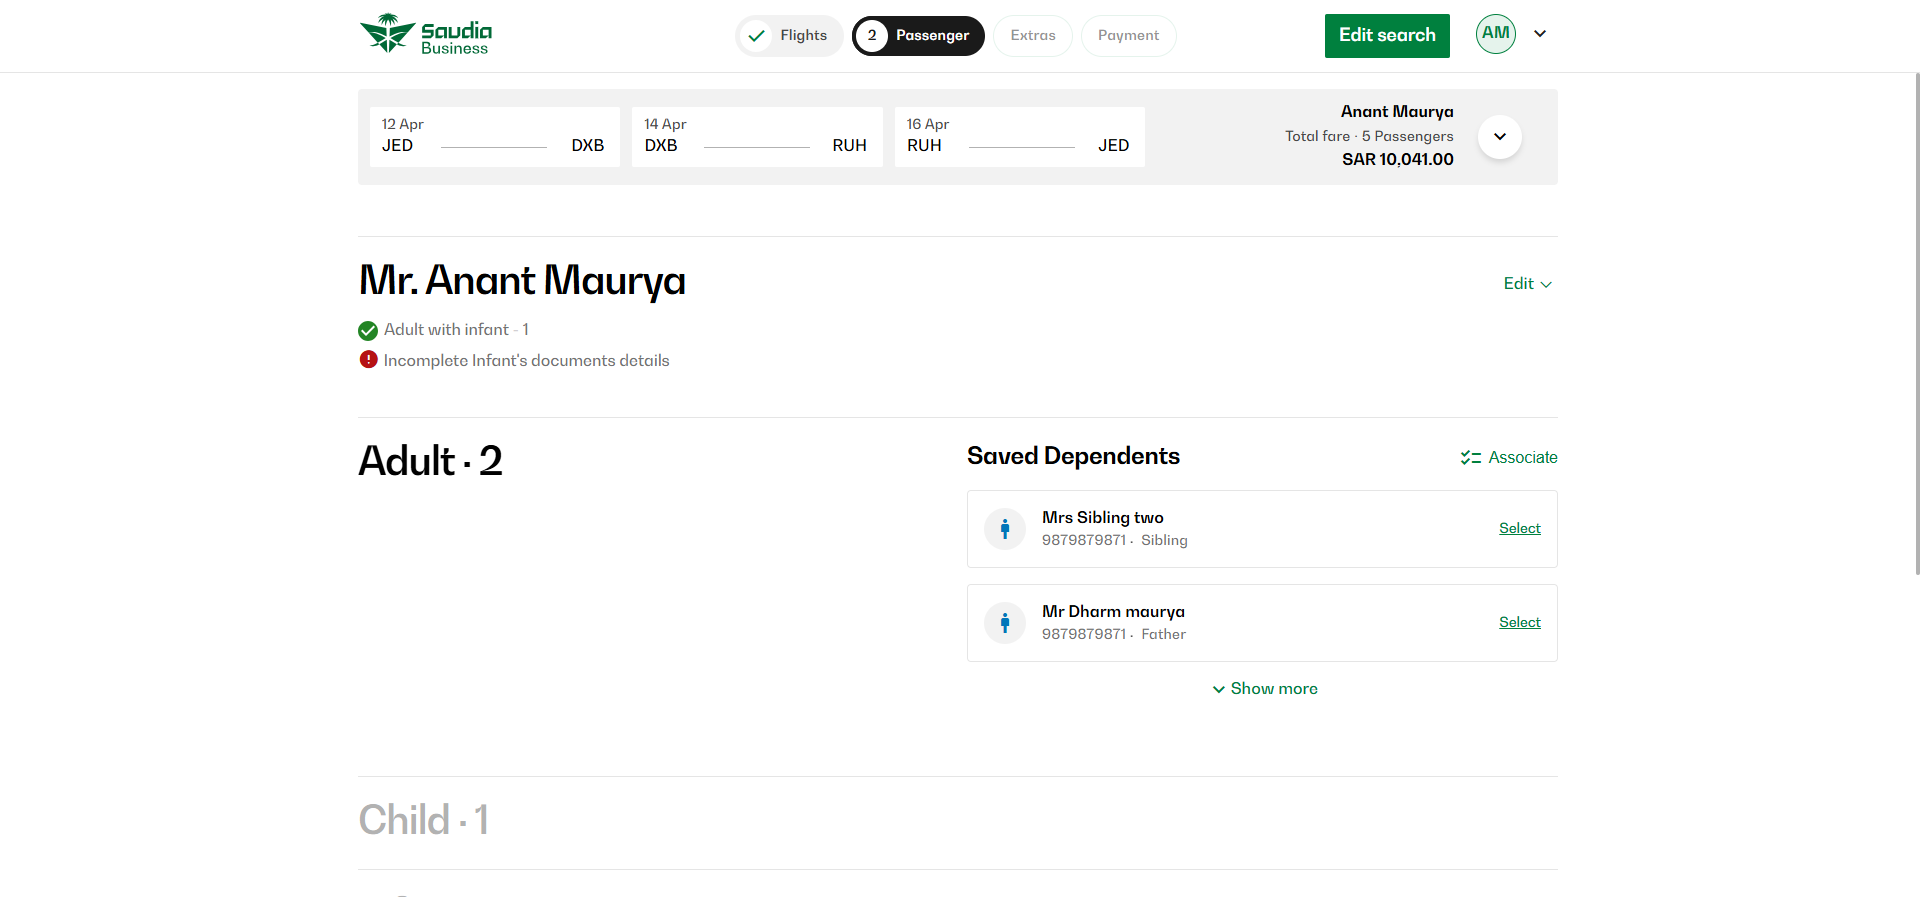 Saudia
Business
Flights
2 Passenger
Extras
Payment
Edit search
AM
12 Apr
JED DXB
14 Apr
DXB RUH
16 Apr
RUH JED
Anant Maurya
Total fare · 5 Passengers
SAR 10,041.00
Mr. Anant Maurya
Edit
Adult with infant - 1
Incomplete Infant's documents details
Adult · 2
Saved Dependents
Associate
Mrs Sibling two
9879879871 · Sibling
Select
Mr Dharm maurya
9879879871 · Father
Select
Show more
Child · 1